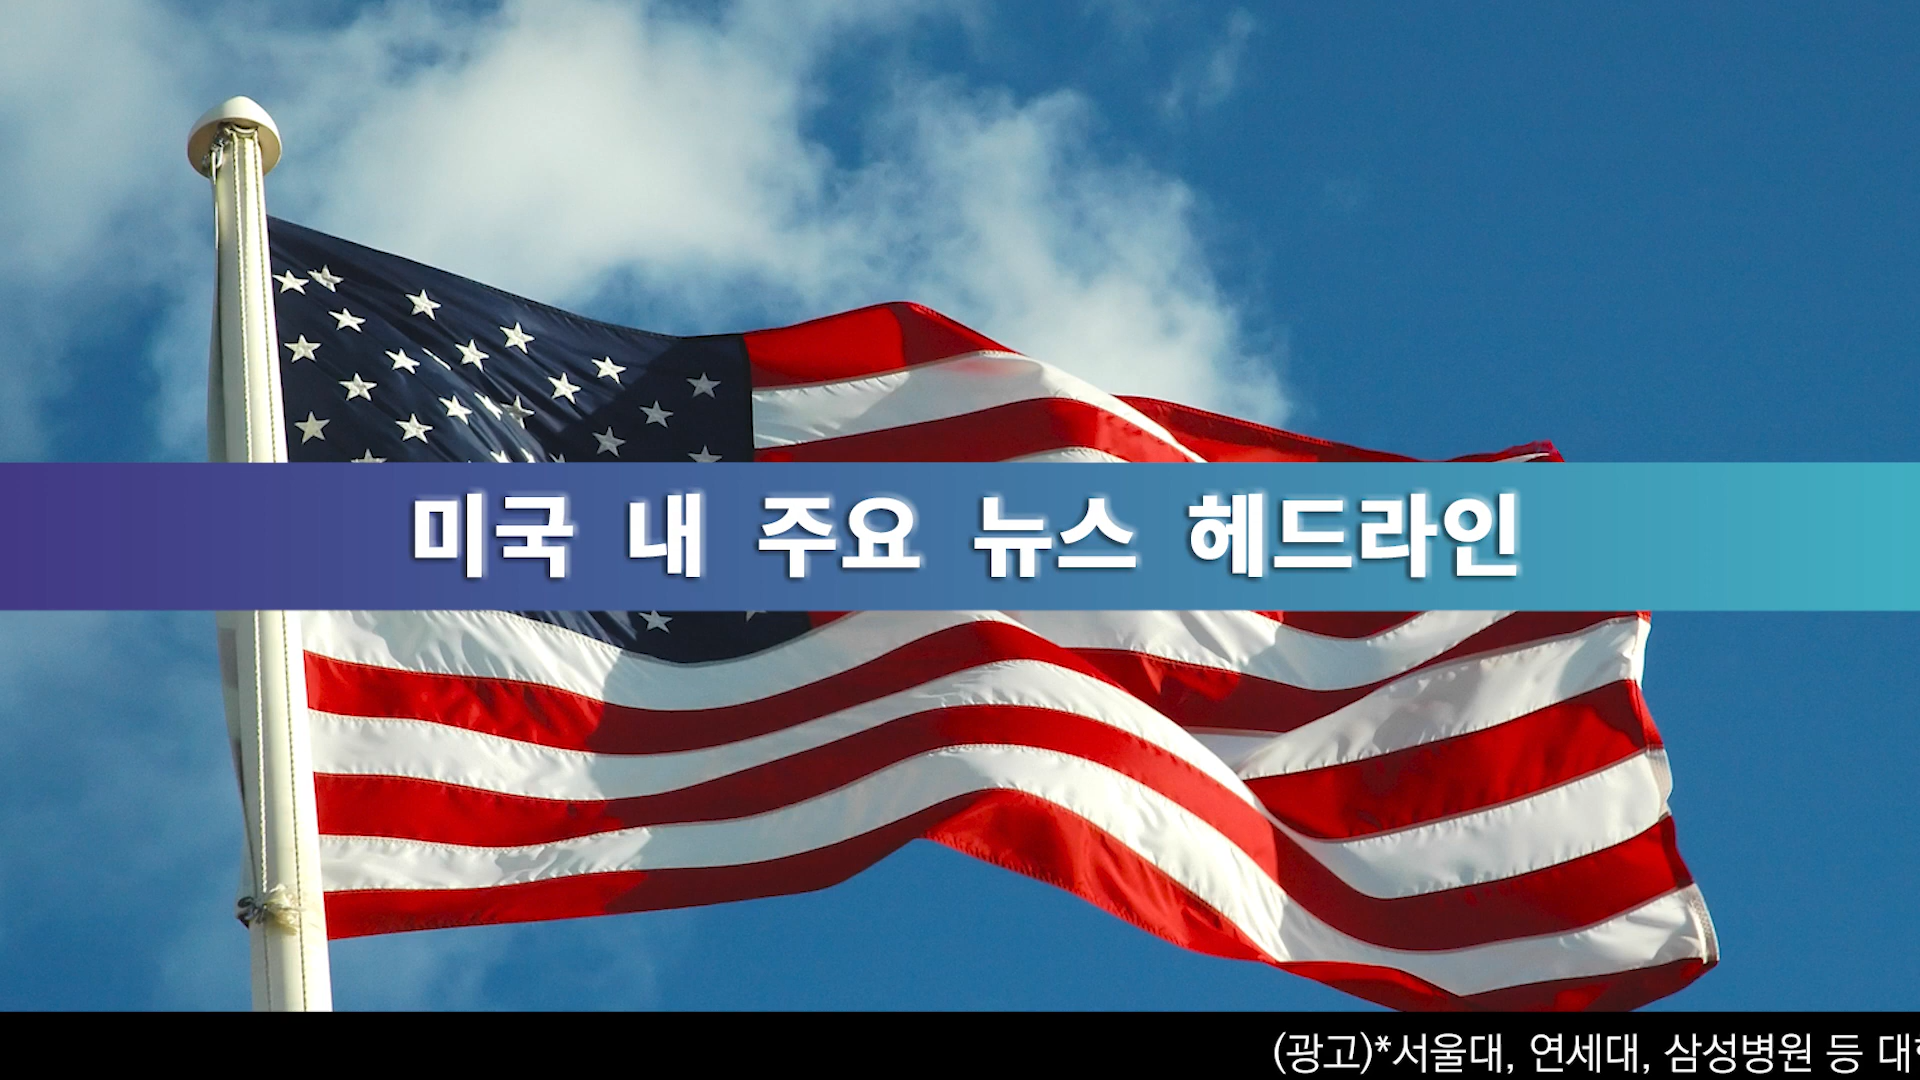 미국 내 주요 뉴스 헤드라인
(광고)*서울대, 연세대, 삼성병원 등